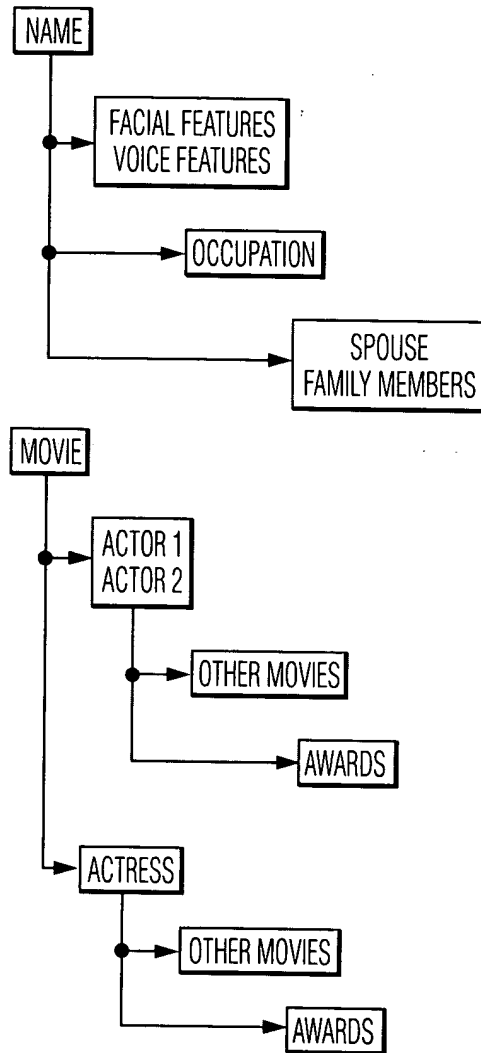 NAME
FACIAL FEATURES
VOICE FEATURES
OCCUPATION
SPOUSE
FAMILY MEMBERS
MOVIE
ACTOR 1
ACTOR 2
OTHER MOVIES
AWARDS
ACTRESS
OTHER MOVIES
AWARDS